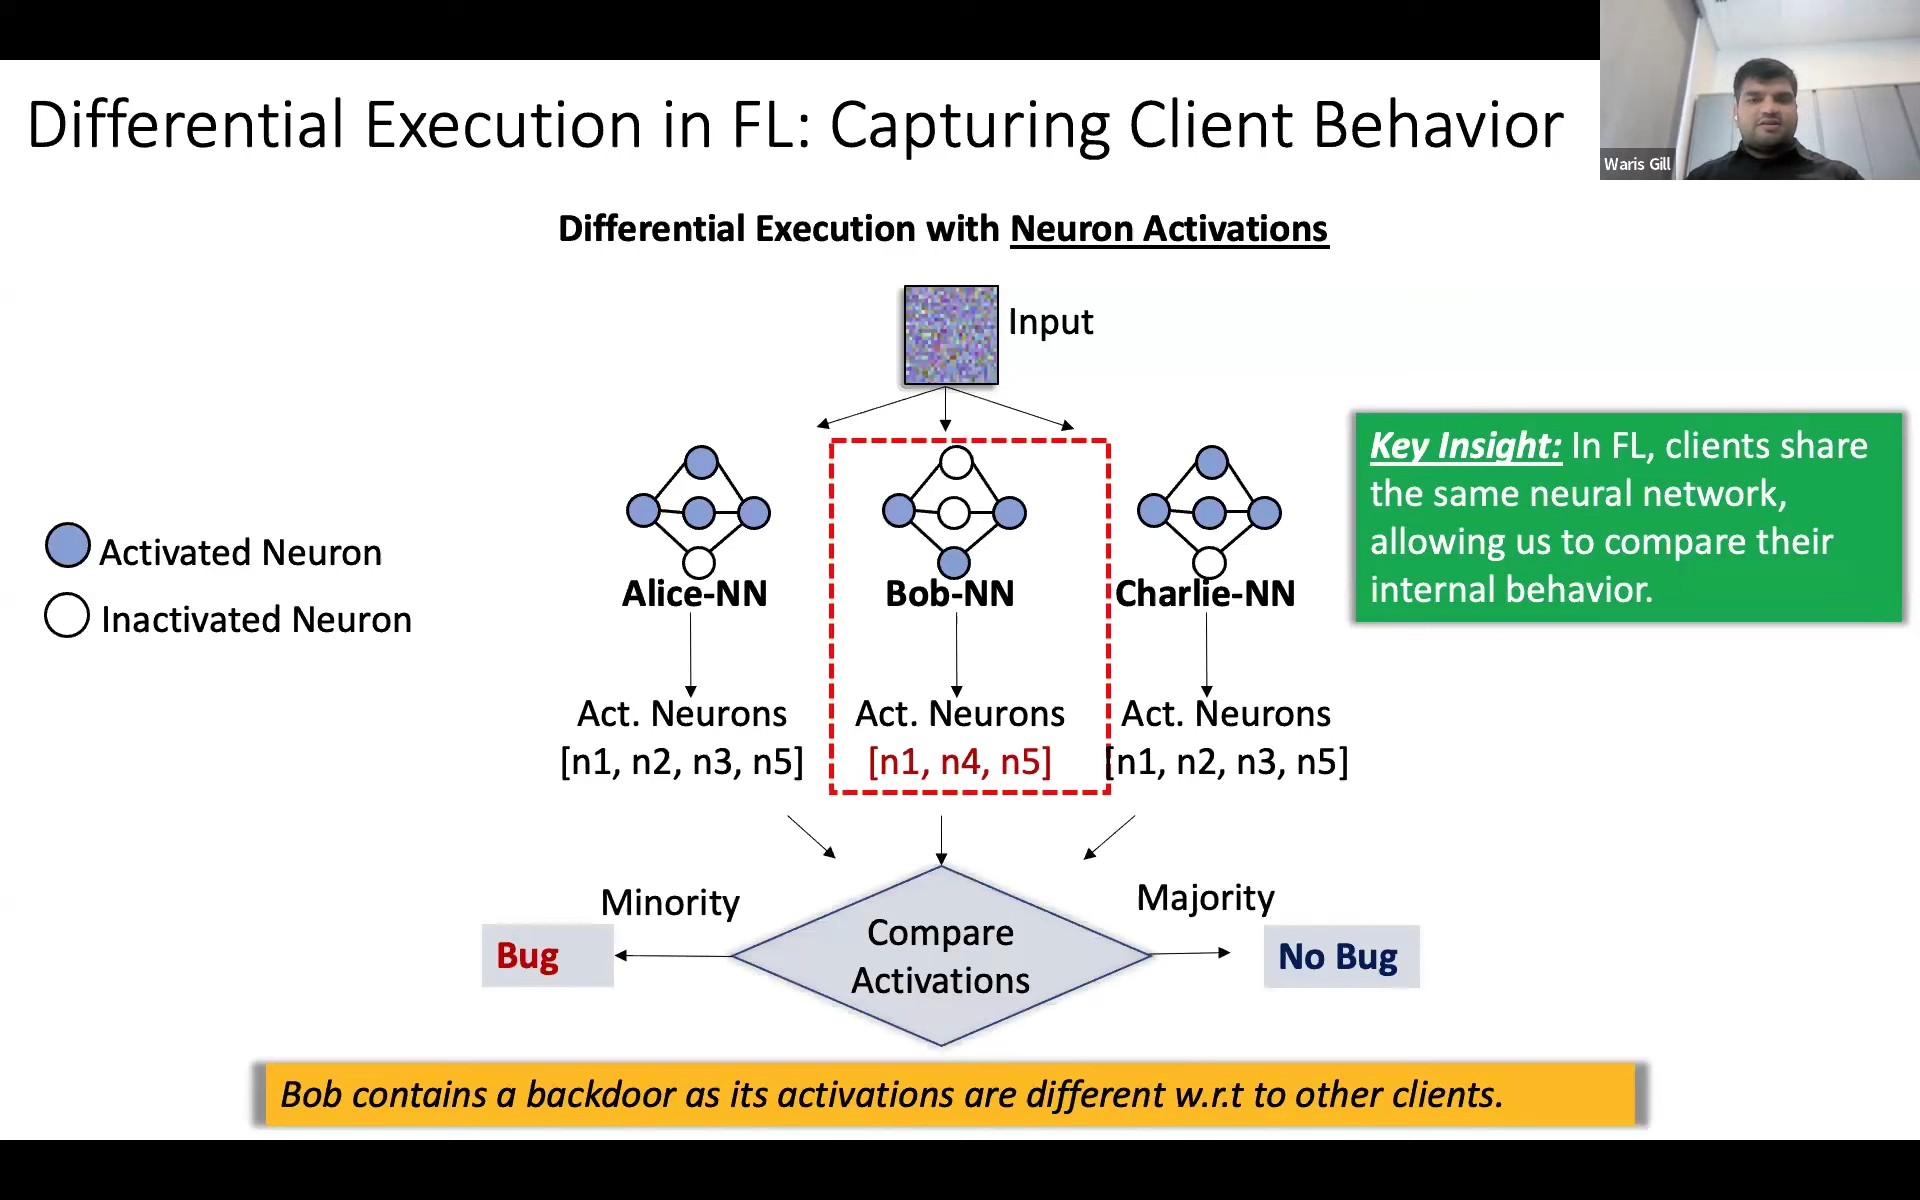 Differential Execution in FL: Capturing Client Behavior
Waris Gill
Differential Execution with Neuron Activations
Input
Activated Neuron
Inactivated Neuron
Alice-NN
Bob-NN
Charlie-NN
Key Insight: In FL, clients share
the same neural network,
allowing us to compare their
internal behavior.
Act. Neurons
[n1, n2, n3, n5]
Act. Neurons
[n1, n4, n5]
Act. Neurons
[n1, n2, n3, n5]
Minority
Majority
Bug
Compare
Activations
No Bug
Bob contains a backdoor as its activations are different w.r.t to other clients.